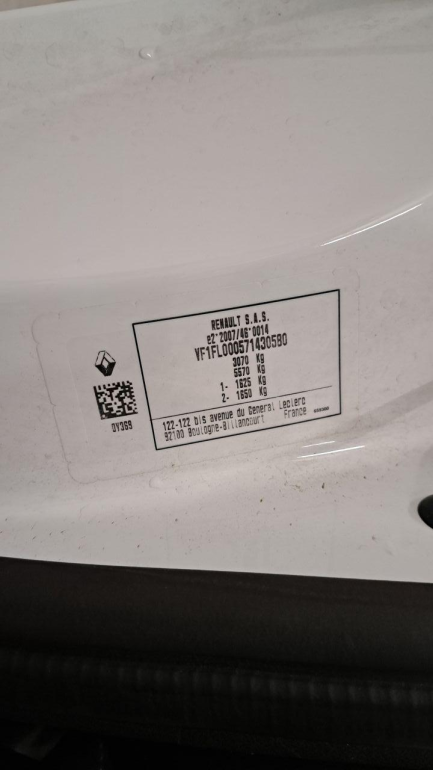 RENAULT S.A.S.
e2*2007/46*0014
VF1FL000571430580
3070 Kg
5570 Kg
1- 1625 Kg
2- 1650 Kg
122-122 bis avenue du General Leclerc
92100 Boulogne-Billancourt France
0V3S9